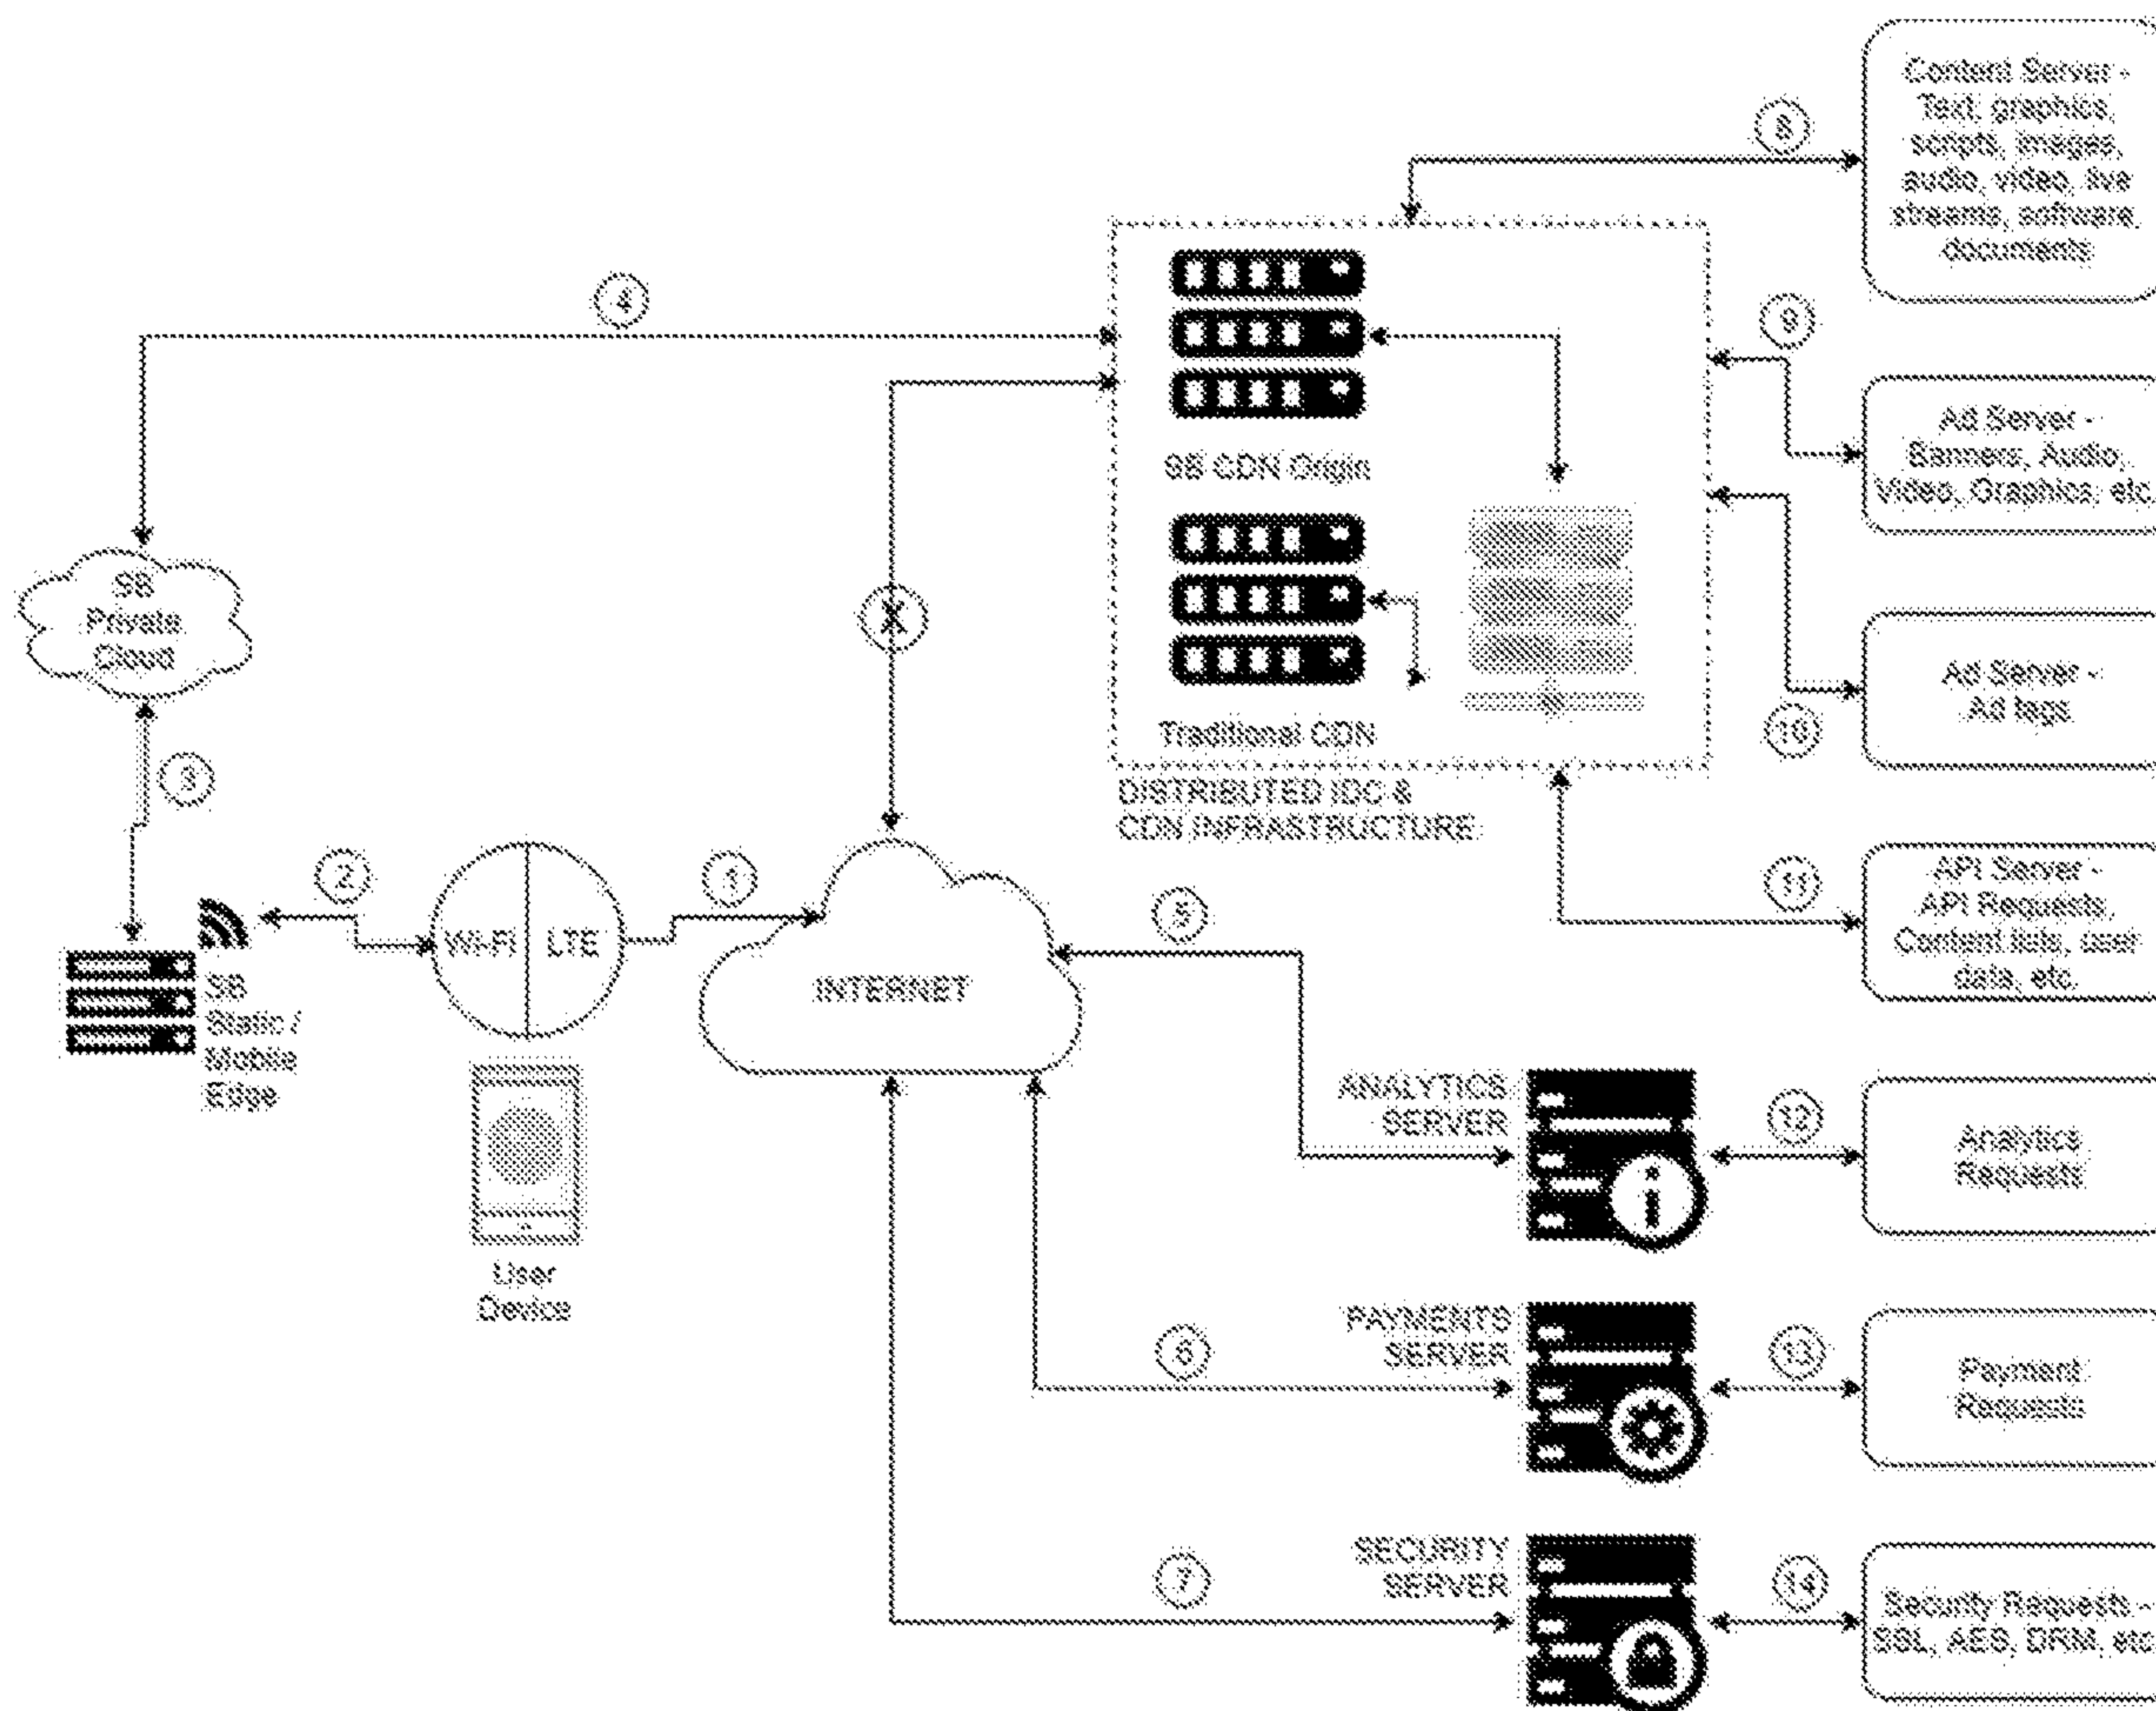 Content Server -
Text, graphics,
scripts, images,
audio, video, live
streams, software,
documents
8
4
9
Ad Server -
Banners, Audio,
Video, Graphics, etc.
SB CDN Origin
SB
Private
Cloud
X
Ad Server -
Ad tags
10
Traditional CDN
DISTRIBUTED IDC &
CDN INFRASTRUCTURE
3
2
1
5
11
API Server -
API Requests,
Content lists, user
data, etc.
WI-FI
LTE
INTERNET
SB
Static /
Mobile
Edge
ANALYTICS
SERVER
i
12
Analytics
Requests
User
Device
6
PAYMENTS
SERVER
13
Payment
Requests
7
SECURITY
SERVER
14
Security Requests -
SSL, AES, DRM, etc